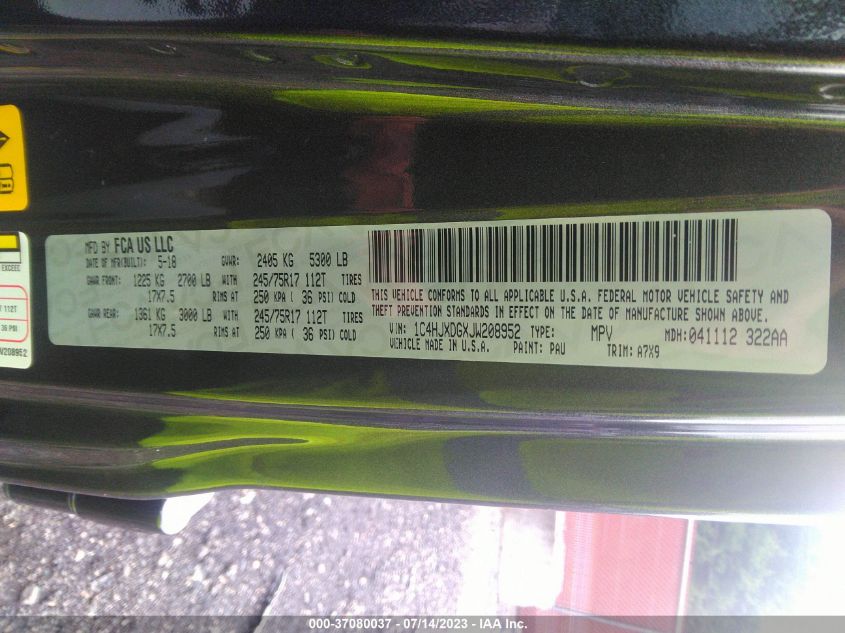 EXCEED
112T
36 PSI
W208952
MFD BY FCA US LLC
DATE OF MFR(BUILT): 5-18 GVWR: 2405 KG 5300 LB
GAWR FRONT: 1225 KG 2700 LB WITH 245/75R17 112T TIRES
17X7.5 RIMS AT 250 KPA ( 36 PSI) COLD
GAWR REAR: 1361 KG 3000 LB WITH 245/75R17 112T TIRES
17X7.5 RIMS AT 250 KPA ( 36 PSI) COLD
THIS VEHICLE CONFORMS TO ALL APPLICABLE U.S.A. FEDERAL MOTOR VEHICLE SAFETY AND
THEFT PREVENTION STANDARDS IN EFFECT ON THE DATE OF MANUFACTURE SHOWN ABOVE.
VIN: 1C4HJXDGXJW208952 TYPE: MPV MDH: 041112 322AA
VEHICLE MADE IN U.S.A. PAINT: PAU TRIM: A7X9
000-37080037 - 07/14/2023 - IAA Inc.